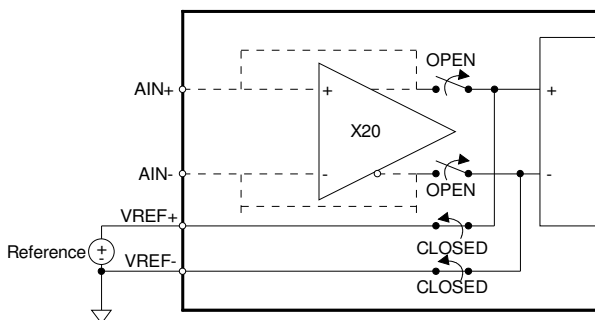 OPEN
AIN+
+
+
X20
AIN-
-
-
OPEN
VREF+
Reference
+
-
CLOSED
VREF-
CLOSED